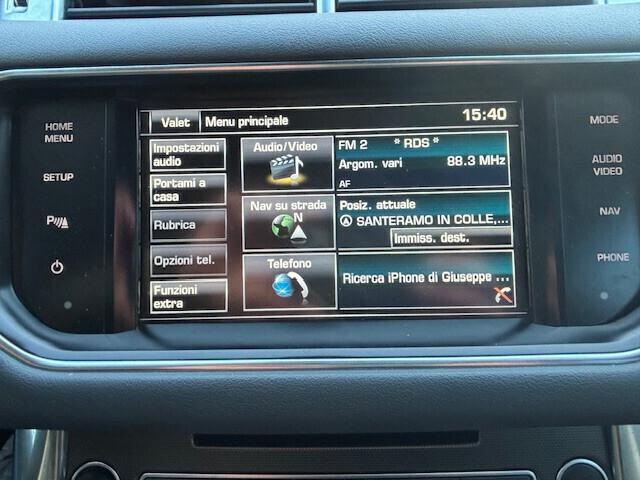 Valet Menu principale 15:40
HOME
MENU
SETUP
P
Impostazioni
audio
Portami a
casa
Rubrica
Opzioni tel.
Funzioni
extra
Audio/Video
Nav su strada
N
Telefono
FM 2 * RDS *
Argom. vari 88.3 MHz
AF
Posiz. attuale
SANTERAMO IN COLLE,...
Immiss. dest.
Ricerca iPhone di Giuseppe ...
MODE
AUDIO
VIDEO
NAV
PHONE